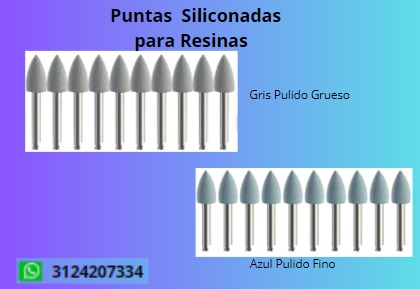 Puntas Siliconadas
para Resinas
Gris Pulido Grueso
Azul Pulido Fino
3124207334